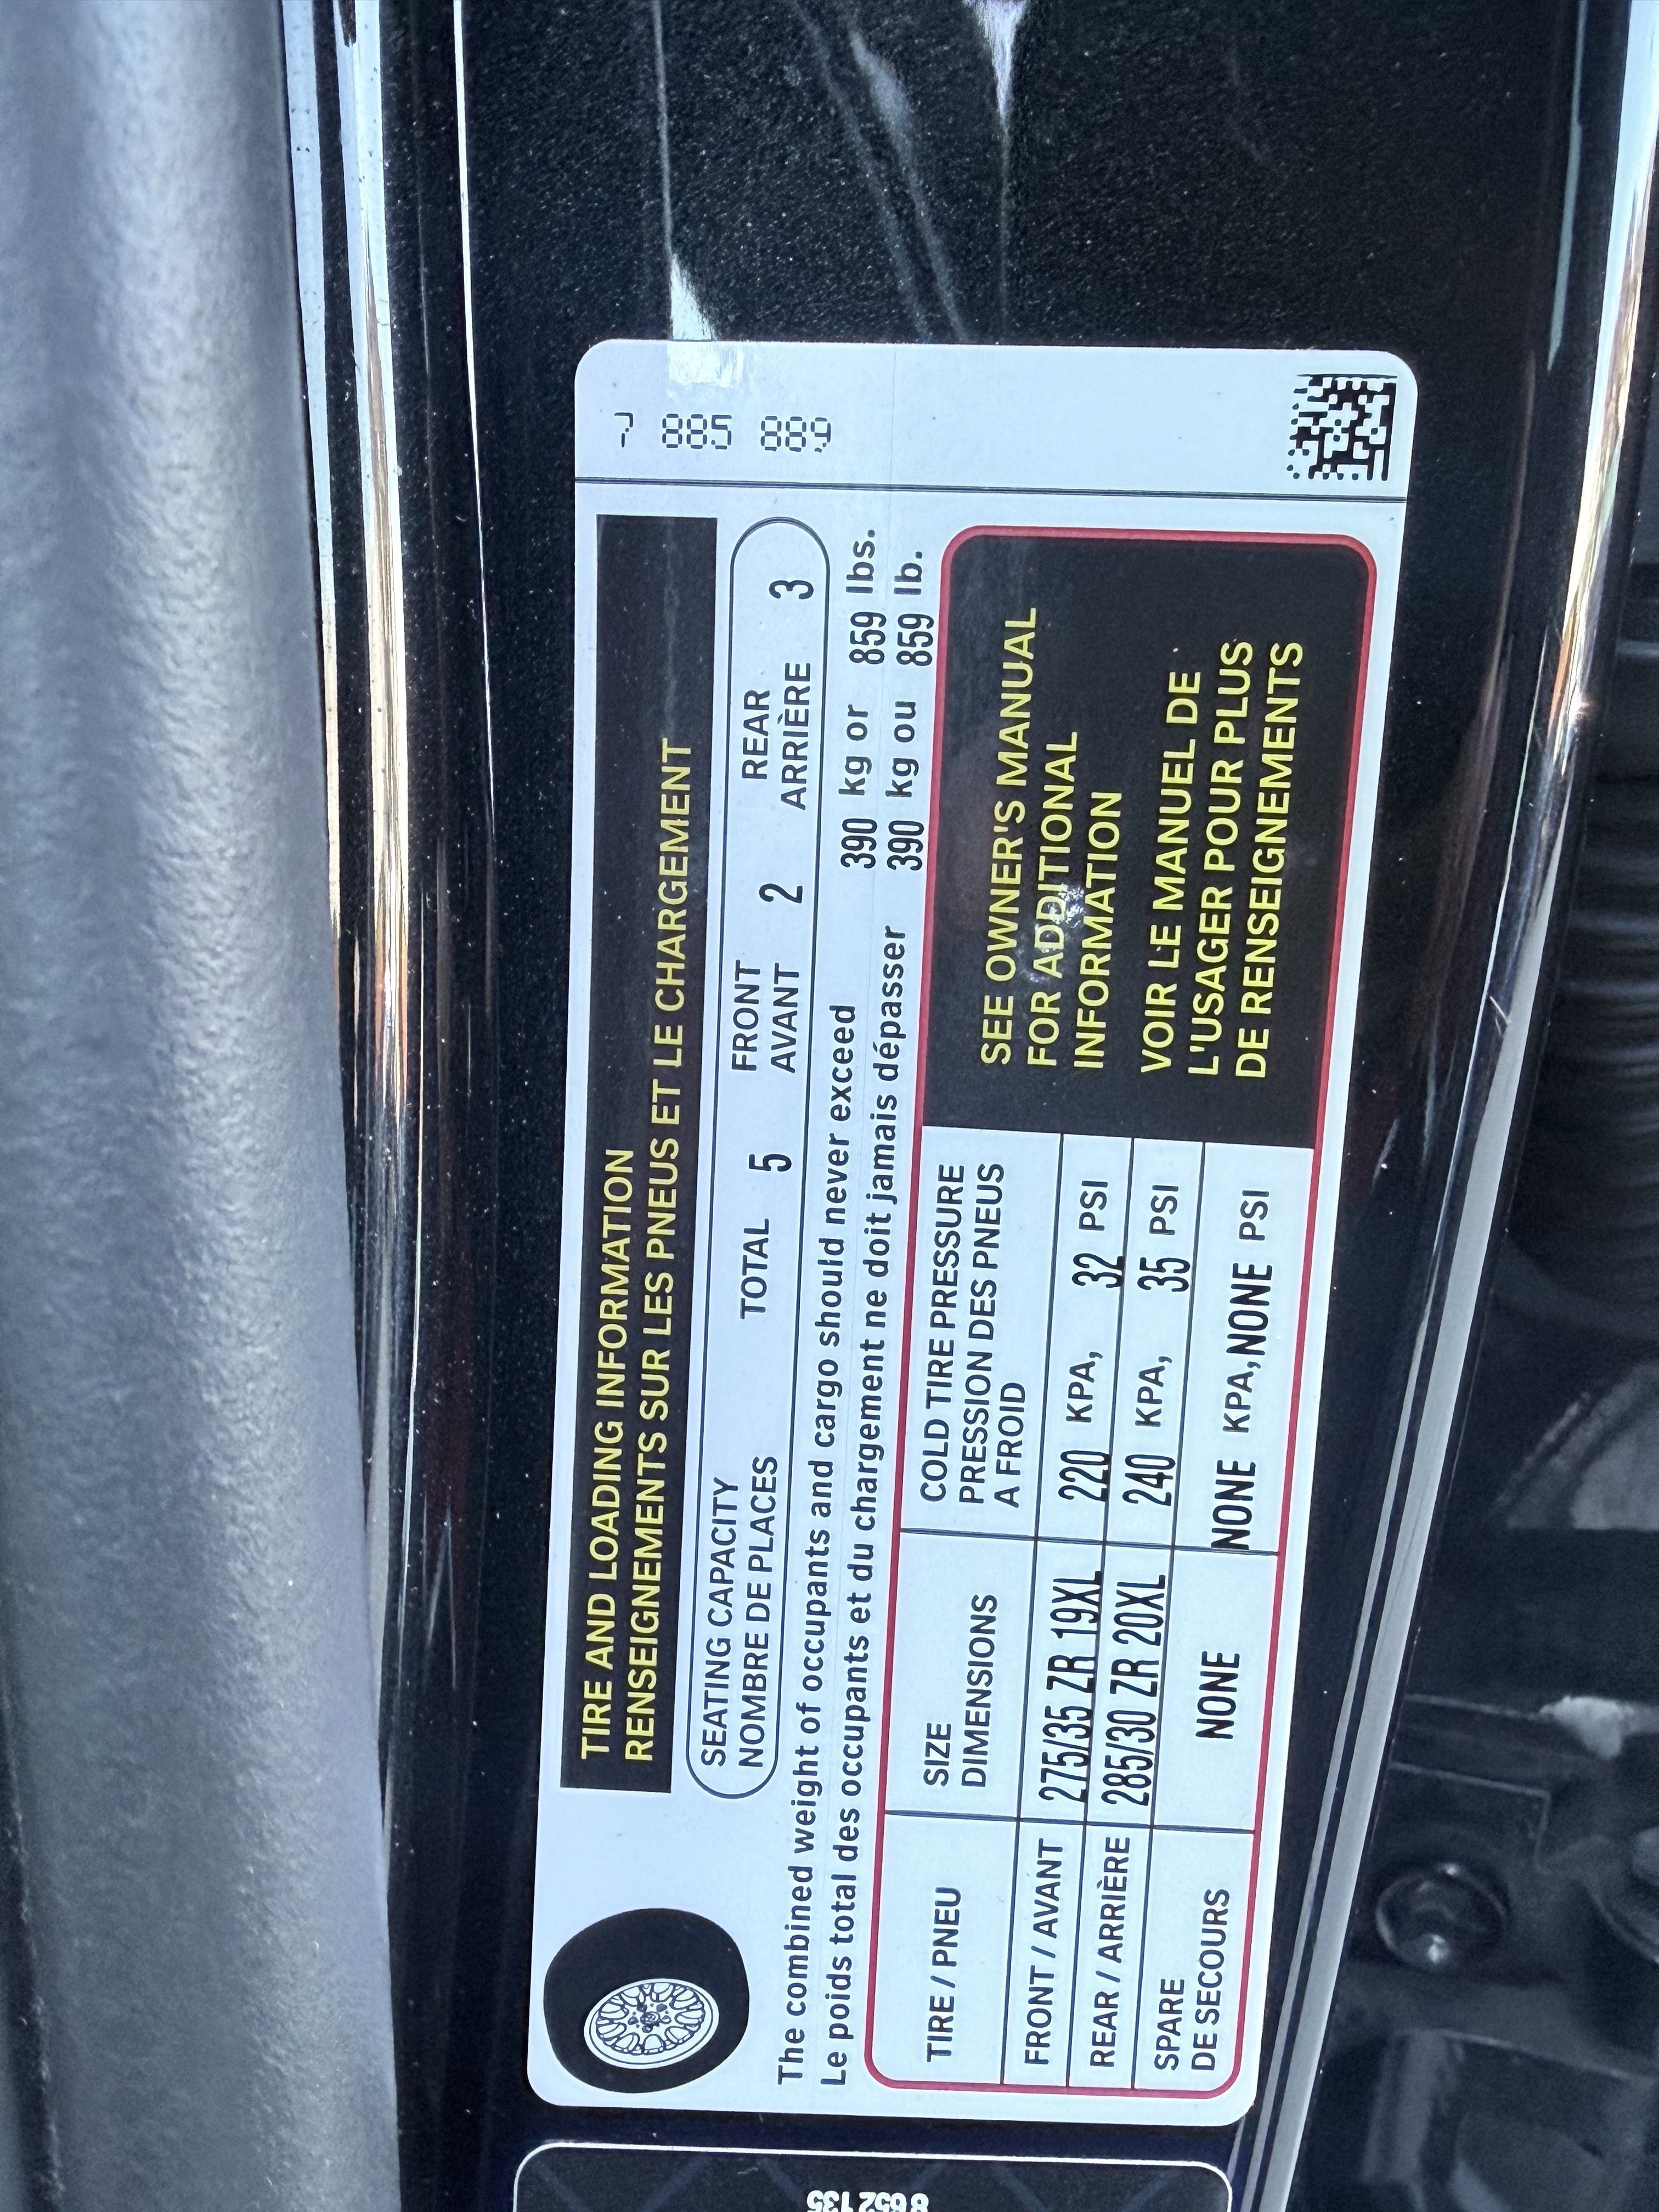 TIRE AND LOADING INFORMATION
RENSEIGNEMENTS SUR LES PNEUS ET LE CHARGEMENT
SEATING CAPACITY
NOMBRE DE PLACES
TOTAL 5
FRONT
AVANT 2
REAR
ARRIÈRE 3
The combined weight of occupants and cargo should never exceed 390 kg or 859 lbs.
Le poids total des occupants et du chargement ne doit jamais dépasser 390 kg ou 859 lb.
TIRE / PNEU
SIZE
DIMENSIONS
COLD TIRE PRESSURE
PRESSION DES PNEUS
A FROID
FRONT / AVANT 275/35 ZR 19XL 220 KPA, 32 PSI
REAR / ARRIÈRE 285/30 ZR 20XL 240 KPA, 35 PSI
SPARE
DE SECOURS NONE NONE KPA, NONE PSI
SEE OWNER'S MANUAL
FOR ADDITIONAL
INFORMATION
VOIR LE MANUEL DE
L'USAGER POUR PLUS
DE RENSEIGNEMENTS
7
885
889
8 652 135